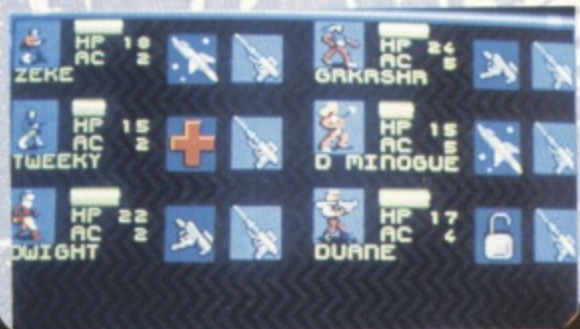 HP 18
AC 2
ZEKE
HP 24
AC 5
GRKASHA
HP 15
AC 2
TWEEKY
HP 15
AC 5
D MINOGUE
HP 22
AC 2
DWIGHT
HP 17
AC 4
DUANE